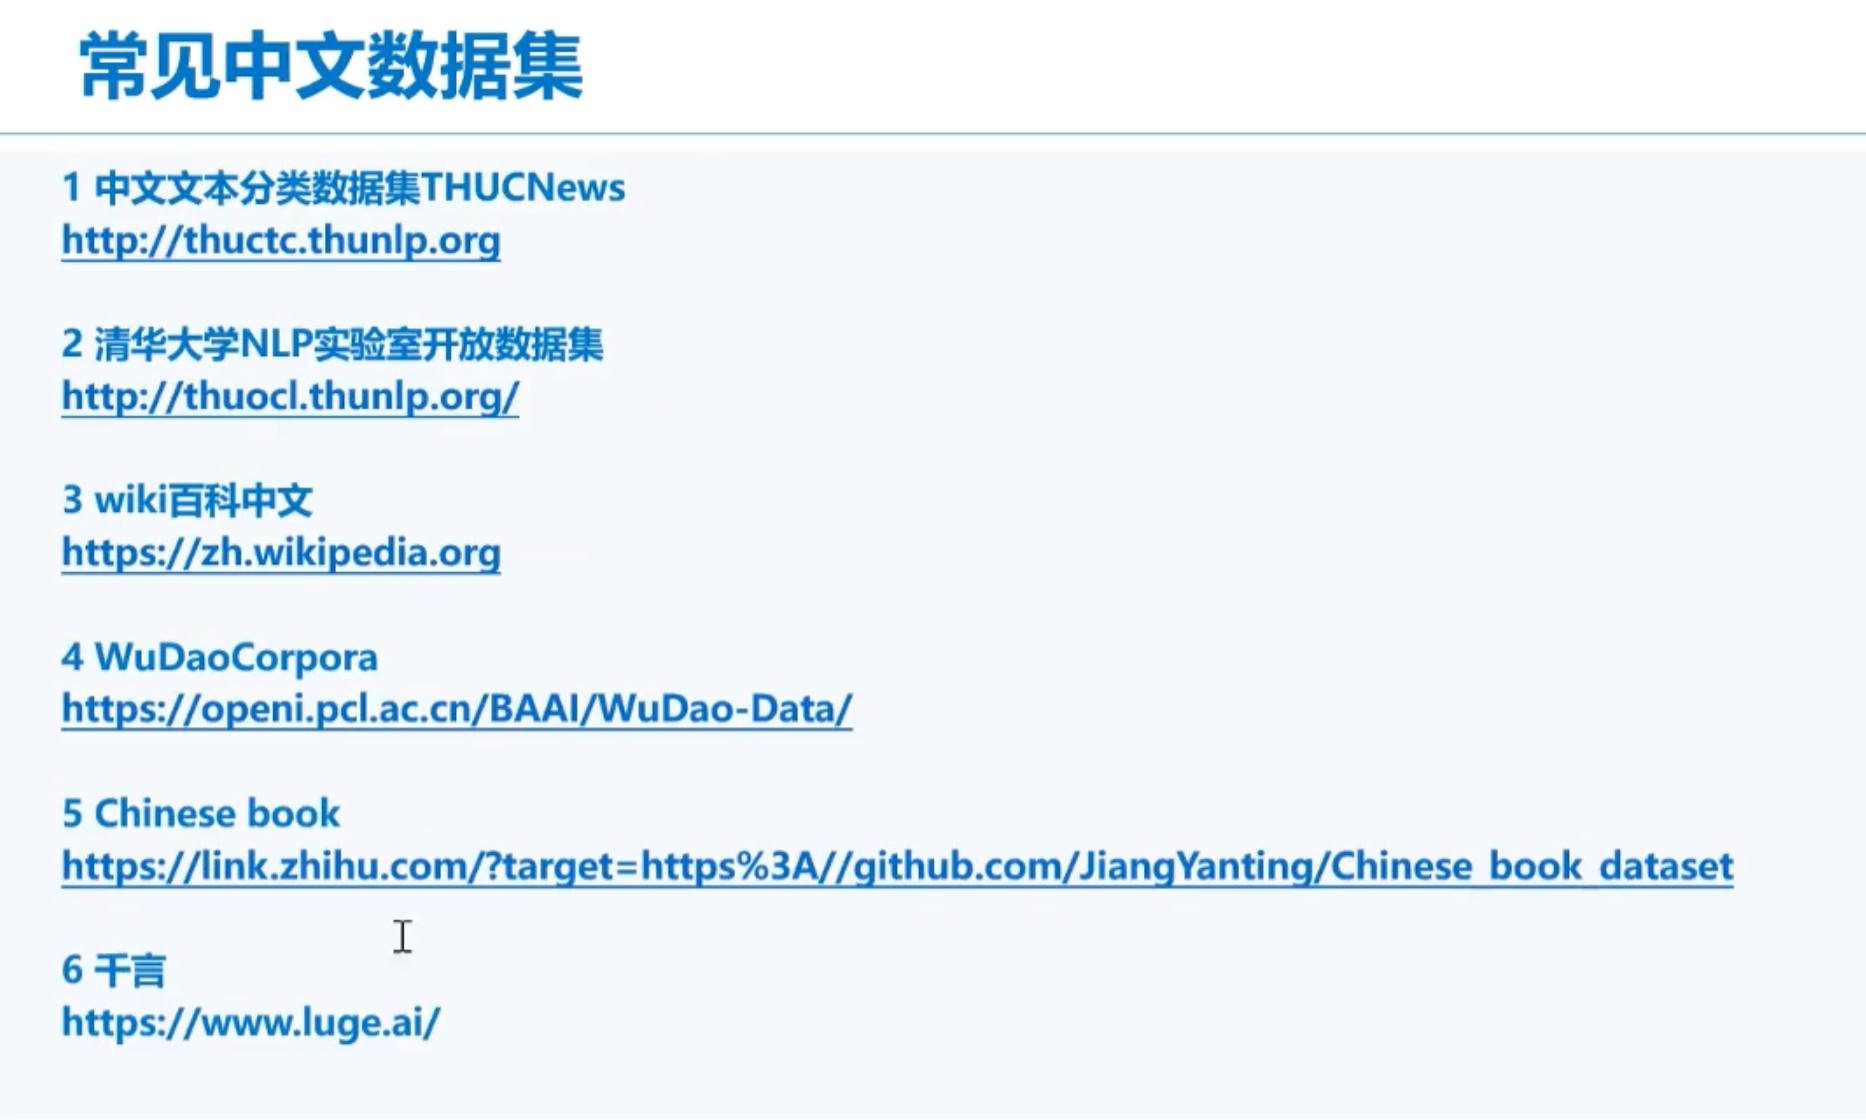 常见中文数据集
1 中文文本分类数据集THUCNews
http://thuctc.thunlp.org
2 清华大学NLP实验室开放数据集
http://thuocl.thunlp.org/
3 wiki百科中文
https://zh.wikipedia.org
4 WuDaoCorpora
https://openi.pcl.ac.cn/BAAI/WuDao-Data/
5 Chinese book
https://link.zhihu.com/?target=https%3A//github.com/JiangYanting/Chinese_book_dataset
6 千言
https://www.luge.ai/